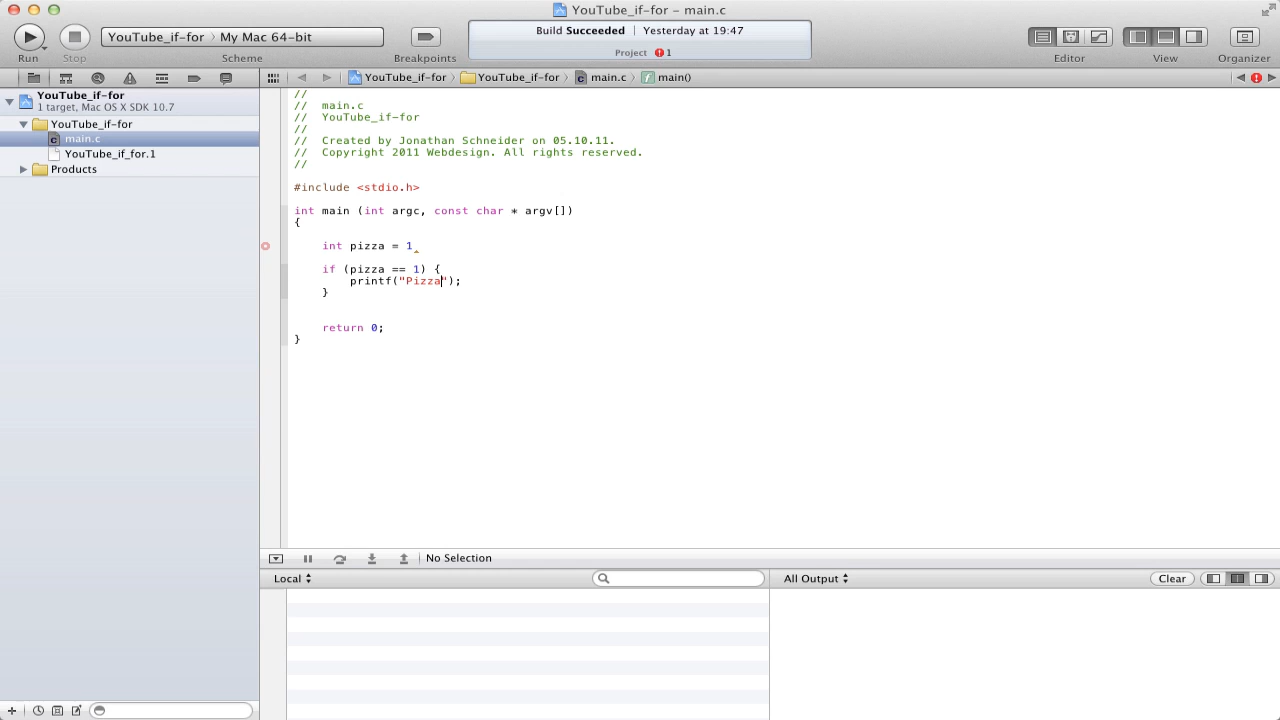 YouTube_if-for – main.c
Run
Stop
YouTube_if-for
My Mac 64-bit
Scheme
Breakpoints
Build Succeeded | Yesterday at 19:47
Project 1
Editor
View
Organizer
YouTube_if-for
YouTube_if-for
main.c
main()
YouTube_if-for
1 target, Mac OS X SDK 10.7
YouTube_if-for
main.c
YouTube_if_for.1
Products
//
//  main.c
//  YouTube_if-for
//
//  Created by Jonathan Schneider on 05.10.11.
//  Copyright 2011 Webdesign. All rights reserved.
//
#include <stdio.h>
int main (int argc, const char * argv[])
{
    int pizza = 1
    if (pizza == 1) {
        printf("Pizza");
    }
    return 0;
}
No Selection
Local
All Output
Clear